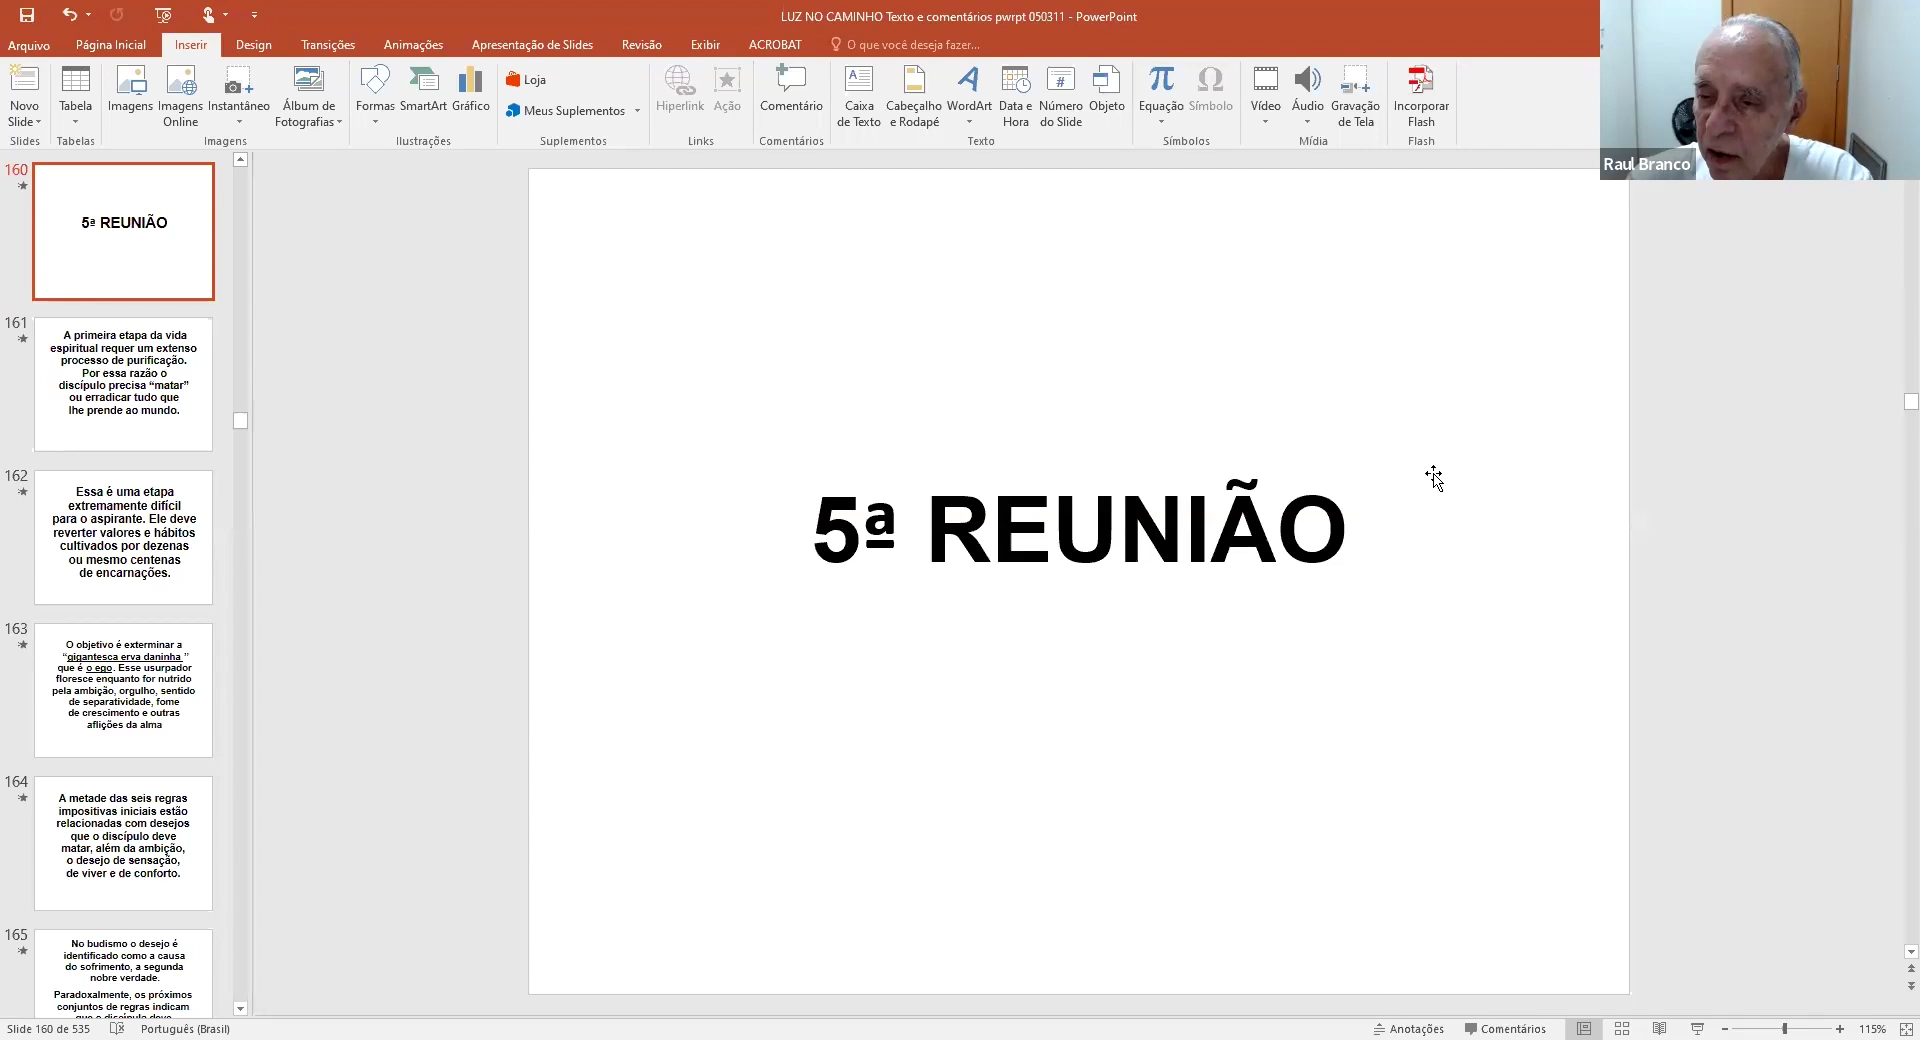 LUZ NO CAMINHO Texto e comentários pwrpt 050311 - PowerPoint
Arquivo Página Inicial Inserir Design Transições Animações Apresentação de Slides Revisão Exibir ACROBAT O que você deseja fazer...
Novo Slide
Tabela
Imagens
Imagens Online
Instantâneo
Álbum de Fotografias
Formas
SmartArt
Gráfico
Loja
Meus Suplementos
Hiperlink
Ação
Comentário
Caixa de Texto
Cabeçalho e Rodapé
WordArt
Data e Hora
Número do Slide
Objeto
Equação
Símbolo
Vídeo
Áudio
Gravação de Tela
Incorporar Flash
Slides Tabelas Imagens Ilustrações Suplementos Links Comentários Texto Símbolos Mídia Flash
Raul Branco
160
5ª REUNIÃO
161
A primeira etapa da vida
espiritual requer um extenso
processo de purificação.
Por essa razão o
discípulo precisa “matar”
ou erradicar tudo que
lhe prende ao mundo.
162
Essa é uma etapa
extremamente difícil
para o aspirante. Ele deve
reverter valores e hábitos
cultivados por dezenas
ou mesmo centenas
de encarnações.
163
O objetivo é exterminar a
“gigantesca erva daninha ”
que é o ego. Esse usurpador
floresce enquanto for nutrido
pela ambição, orgulho, sentido
de separatividade, fome
de crescimento e outras
aflições da alma
164
A metade das seis regras
impositivas iniciais estão
relacionadas com desejos
que o discípulo deve
matar, além da ambição,
o desejo de sensação,
de viver e de conforto.
165
No budismo o desejo é
identificado como a causa
do sofrimento, a segunda
nobre verdade.
Paradoxalmente, os próximos
conjuntos de regras indicam
que o discípulo deve
5ª REUNIÃO
Slide 160 de 535 Português (Brasil) Anotações Comentários 115%